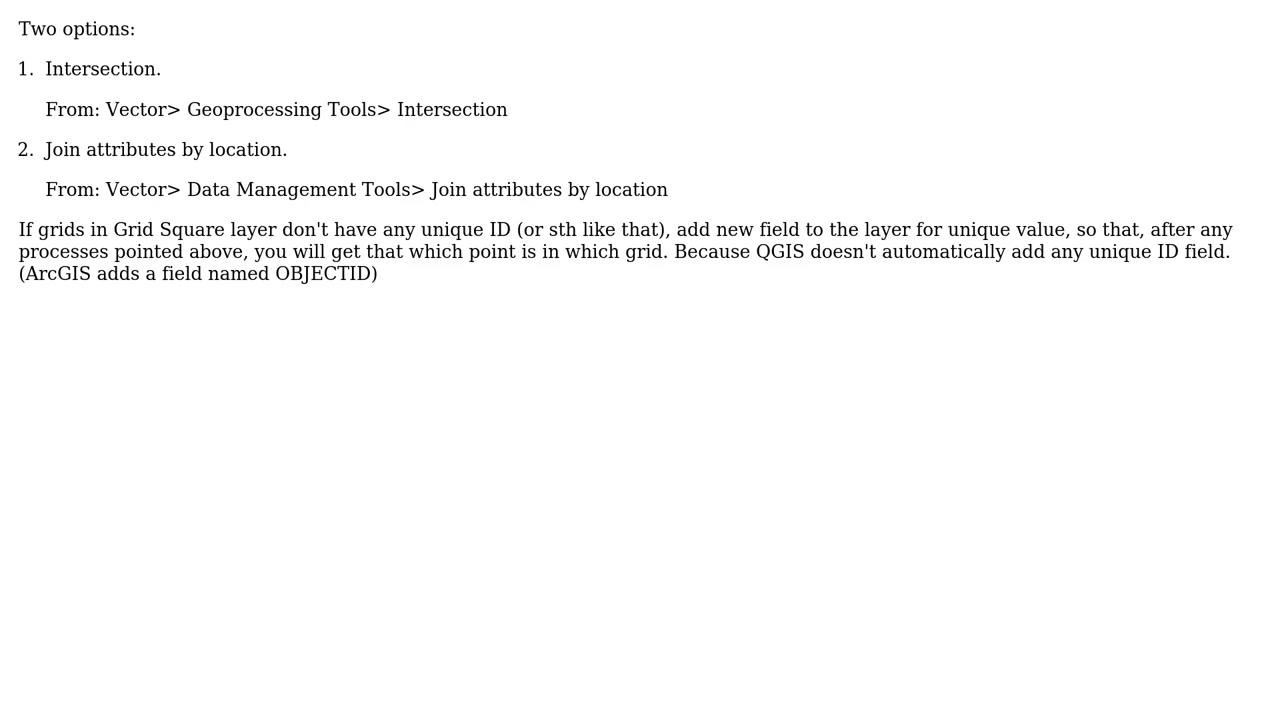 Two options:
1. Intersection.
From: Vector> Geoprocessing Tools> Intersection
2. Join attributes by location.
From: Vector> Data Management Tools> Join attributes by location
If grids in Grid Square layer don't have any unique ID (or sth like that), add new field to the layer for unique value, so that, after any
processes pointed above, you will get that which point is in which grid. Because QGIS doesn't automatically add any unique ID field.
(ArcGIS adds a field named OBJECTID)